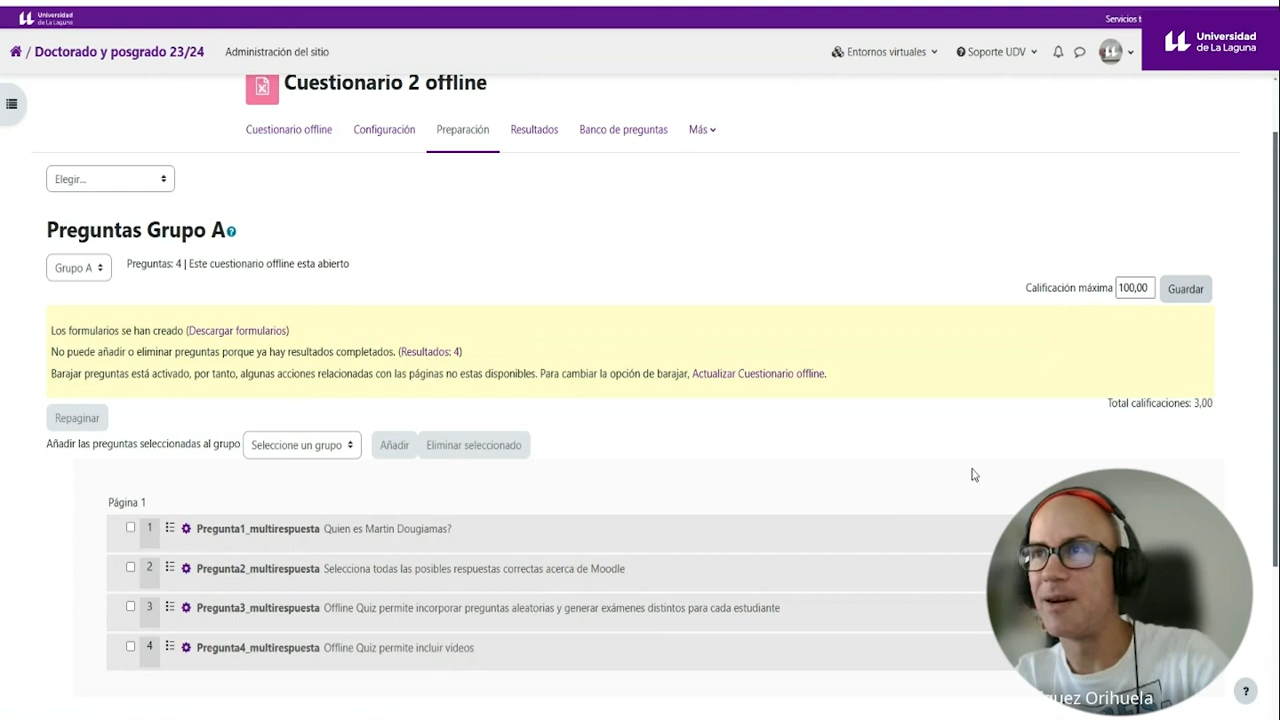 Universidad
de La Laguna
Servicios
Doctorado y posgrado 23/24
Administración del sitio
Entornos virtuales
Soporte UDV
Universidad
De La Laguna
Cuestionario 2 offline
Cuestionario offline
Configuración
Preparación
Resultados
Banco de preguntas
Más
Elegir...
Preguntas Grupo A
Grupo A
Preguntas: 4 | Este cuestionario offline esta abierto
Calificación máxima 100,00 Guardar
Los formularios se han creado (Descargar formularios)
No puede añadir o eliminar preguntas porque ya hay resultados completados. (Resultados: 4)
Barajar preguntas está activado, por tanto, algunas acciones relacionadas con las páginas no estas disponibles. Para cambiar la opción de barajar, Actualizar Cuestionario offline.
Total calificaciones: 3,00
Repaginar
Añadir las preguntas seleccionadas al grupo Seleccione un grupo Añadir Eliminar seleccionado
Página 1
1 Pregunta1_multirespuesta Quien es Martin Dougiamas?
2 Pregunta2_multirespuesta Selecciona todas las posibles respuestas correctas acerca de Moodle
3 Pregunta3_multirespuesta Offline Quiz permite incorporar preguntas aleatorias y generar exámenes distintos para cada estudiante
4 Pregunta4_multirespuesta Offline Quiz permite incluir videos
Orihuela
?